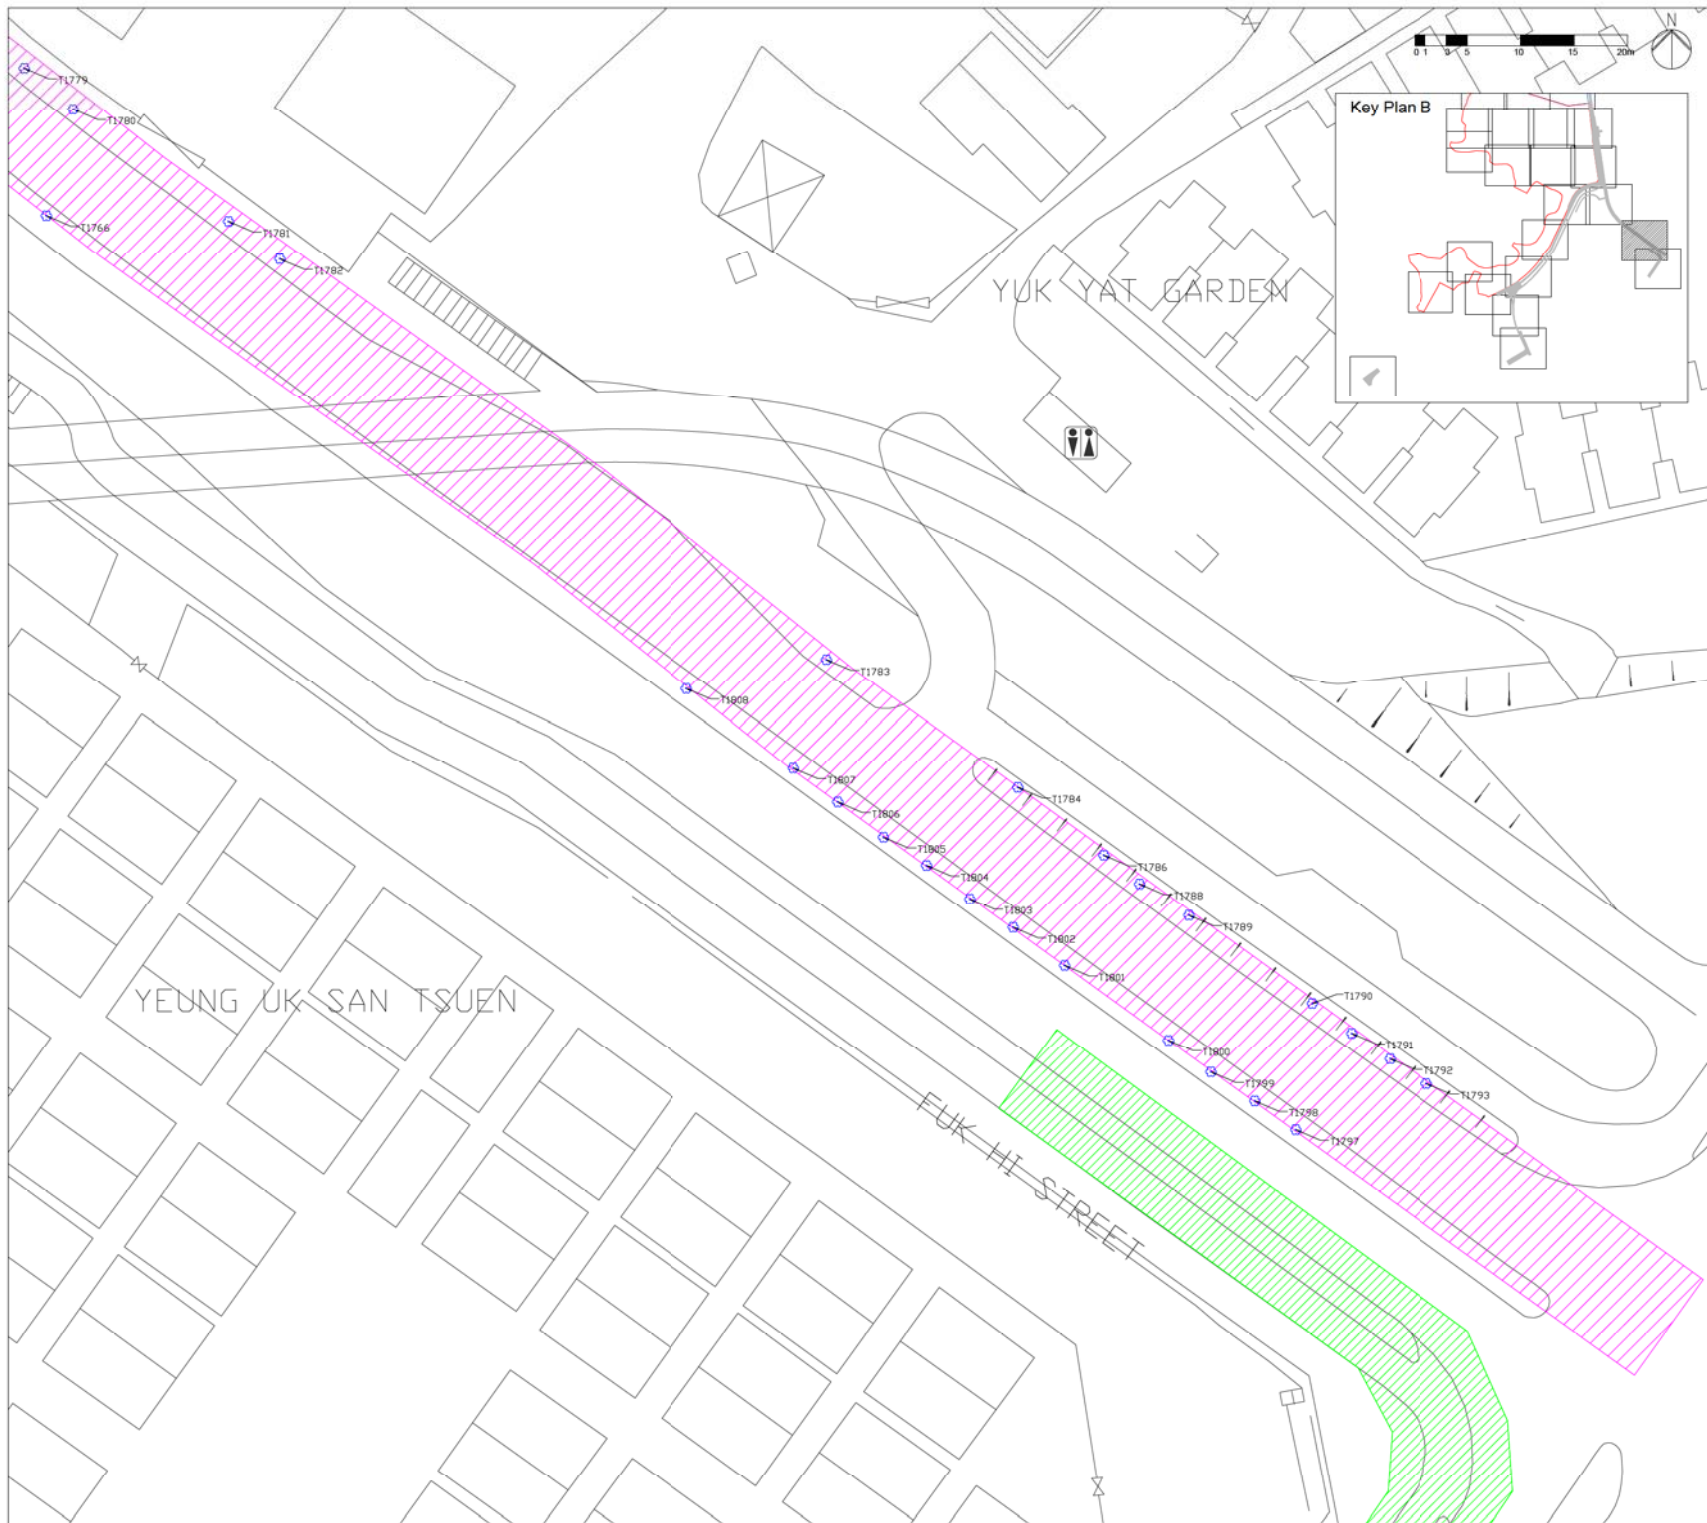 N
0 1 3 5 10 15 20m
Key Plan B
T1779
T1780
T1766
T1781
T1782
YUK YAT GARDEN
T1783
T1808
T1807
T1784
T1806
T1805
T1786
T1804
T1788
T1803
T1789
T1802
T1801
T1790
YEUNG UK SAN TSUEN
T1791
T1800
T1792
T1799
T1793
T1798
T1797
FUK HI STREET